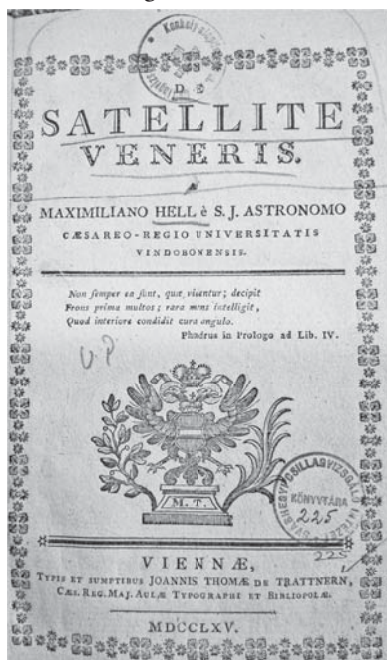 DE
SATELLITE
VENERIS.
A
MAXIMILIANO HELL è S. J. ASTRONOMO
CÆSAREO-REGIO UNIVERSITATIS
VINDOBONENSIS.
Non semper ea sunt, quæ videntur; decipit
Frons prima multos; rara mens intelligit,
Quod interiore condidit cura angulo.
Phædrus in Prologo ad Lib. IV.
V. P
M. T.
KÖNYVTÁRA
225
225
VIENNÆ,
TYPIS ET SUMPTIBUS JOANNIS THOMÆ DE TRATTNERN,
CÆS. REG. MAJ. AULÆ TYPOGRAPHI ET BIBLIOPOLÆ.
MDCCLXV.